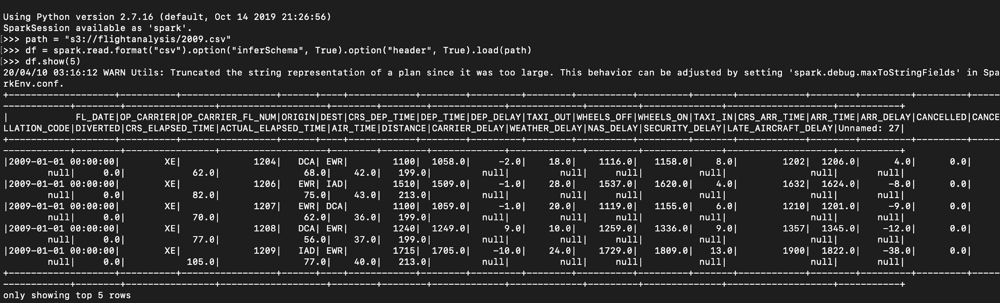 Using Python version 2.7.16 (default, Oct 14 2019 21:26:56)
SparkSession available as 'spark'.
[>>> path = "s3://flightanalysis/2009.csv"
[>>> df = spark.read.format("csv").option("inferSchema", True).option("header", True).load(path)
[>>> df.show(5)
20/04/10 03:16:12 WARN Utils: Truncated the string representation of a plan since it was too large. This behavior can be adjusted by setting 'spark.debug.maxToStringFields' in Spa
rkEnv.conf.
+-------------------+----------+-----------------+------+----+------------+--------+---------+--------+----------+---------+-------+------------+--------+---------+---------+-----
------------+--------+----------------+-------------------+--------+--------+-------------+-------------+---------+--------------+-------------------+-----------+
|            FL_DATE|OP_CARRIER|OP_CARRIER_FL_NUM|ORIGIN|DEST|CRS_DEP_TIME|DEP_TIME|DEP_DELAY|TAXI_OUT|WHEELS_OFF|WHEELS_ON|TAXI_IN|CRS_ARR_TIME|ARR_TIME|ARR_DELAY|CANCELLED|CANCE
LLATION_CODE|DIVERTED|CRS_ELAPSED_TIME|ACTUAL_ELAPSED_TIME|AIR_TIME|DISTANCE|CARRIER_DELAY|WEATHER_DELAY|NAS_DELAY|SECURITY_DELAY|LATE_AIRCRAFT_DELAY|Unnamed: 27|
+-------------------+----------+-----------------+------+----+------------+--------+---------+--------+----------+---------+-------+------------+--------+---------+---------+-----
------------+--------+----------------+-------------------+--------+--------+-------------+-------------+---------+--------------+-------------------+-----------+
|2009-01-01 00:00:00|        XE|             1204|   DCA| EWR|        1100|  1058.0|     -2.0|    18.0|    1116.0|   1158.0|    8.0|        1202|  1206.0|      4.0|      0.0|
        null|     0.0|            62.0|               68.0|    42.0|   199.0|         null|         null|     null|          null|               null|       null|
|2009-01-01 00:00:00|        XE|             1206|   EWR| IAD|        1510|  1509.0|     -1.0|    28.0|    1537.0|   1620.0|    4.0|        1632|  1624.0|     -8.0|      0.0|
        null|     0.0|            82.0|               75.0|    43.0|   213.0|         null|         null|     null|          null|               null|       null|
|2009-01-01 00:00:00|        XE|             1207|   EWR| DCA|        1100|  1059.0|     -1.0|    20.0|    1119.0|   1155.0|    6.0|        1210|  1201.0|     -9.0|      0.0|
        null|     0.0|            70.0|               62.0|    36.0|   199.0|         null|         null|     null|          null|               null|       null|
|2009-01-01 00:00:00|        XE|             1208|   DCA| EWR|        1240|  1249.0|      9.0|    10.0|    1259.0|   1336.0|    9.0|        1357|  1345.0|    -12.0|      0.0|
        null|     0.0|            77.0|               56.0|    37.0|   199.0|         null|         null|     null|          null|               null|       null|
|2009-01-01 00:00:00|        XE|             1209|   IAD| EWR|        1715|  1705.0|    -10.0|    24.0|    1729.0|   1809.0|   13.0|        1900|  1822.0|    -38.0|      0.0|
        null|     0.0|           105.0|               77.0|    40.0|   213.0|         null|         null|     null|          null|               null|       null|
+-------------------+----------+-----------------+------+----+------------+--------+---------+--------+----------+---------+-------+------------+--------+---------+---------+-----
------------+--------+----------------+-------------------+--------+--------+-------------+-------------+---------+--------------+-------------------+-----------+
only showing top 5 rows